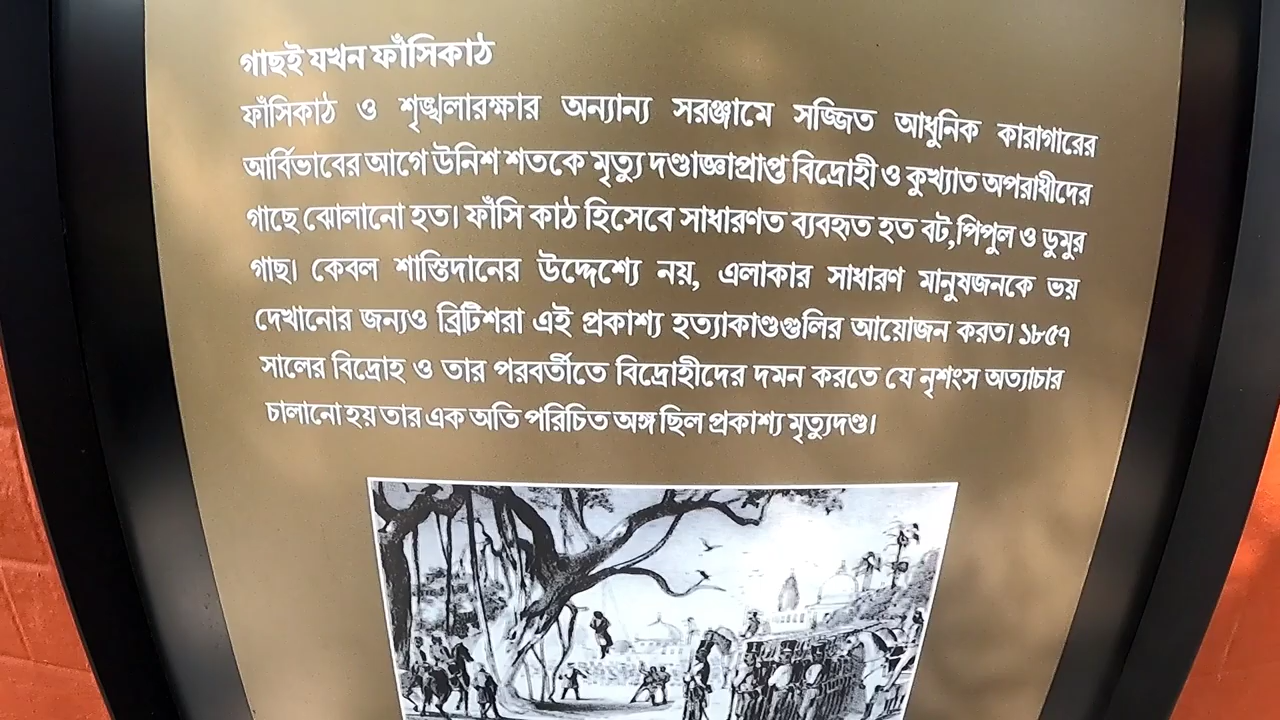 গাছই যখন ফাঁসিকাঠ
ফাঁসিকাঠ ও শৃঙ্খলারক্ষার অন্যান্য সরঞ্জামে সজ্জিত আধুনিক কারাগারের
আর্বিভাবের আগে উনিশ শতকে মৃত্যু দণ্ডাজ্ঞাপ্রাপ্ত বিদ্রোহী ও কুখ্যাত অপরাধীদের
গাছে ঝোলানো হত। ফাঁসি কাঠ হিসেবে সাধারণত ব্যবহৃত হত বট,পিপুল ও ডুমুর
গাছ। কেবল শাস্তিদানের উদ্দেশ্যে নয়, এলাকার সাধারণ মানুষজনকে ভয়
দেখানোর জন্যও ব্রিটিশরা এই প্রকাশ্য হত্যাকাণ্ডগুলির আয়োজন করত। ১৮৫৭
সালের বিদ্রোহ ও তার পরবর্তীতে বিদ্রোহীদের দমন করতে যে নৃশংস অত্যাচার
চালানো হয় তার এক অতি পরিচিত অঙ্গ ছিল প্রকাশ্য মৃত্যুদণ্ড।